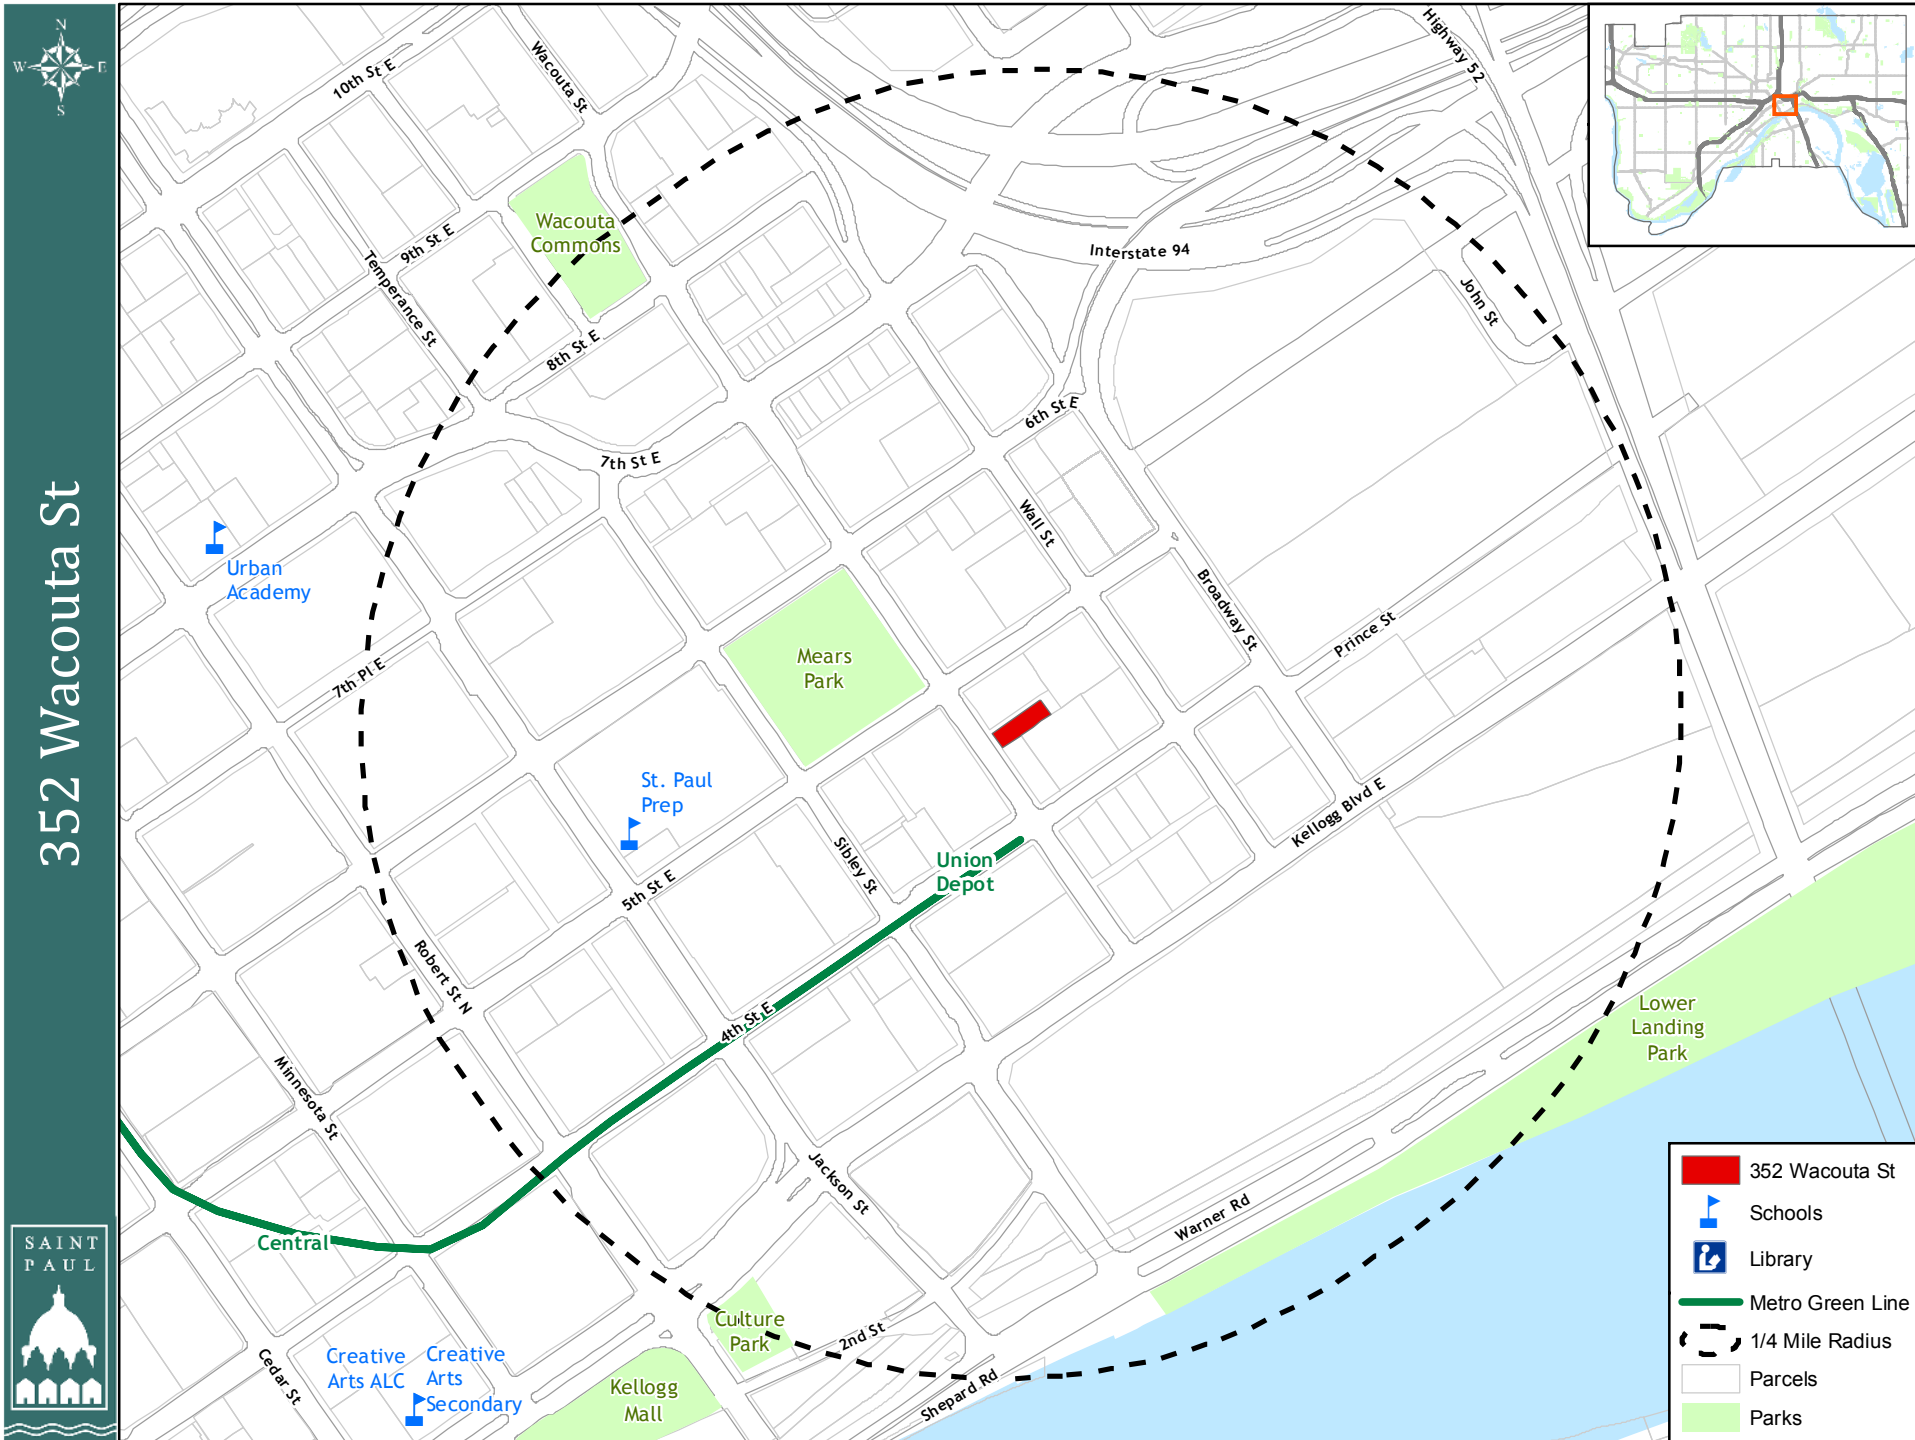 N
W E
S
352 Wacouta St
SAINT
PAUL
10th St E
Wacouta St
Highway 52
9th St E
Temperance St
Wacouta
Commons
8th St E
Interstate 94
John St
7th St E
6th St E
Wall St
Urban
Academy
7th Pl E
Mears
Park
Broadway St
Prince St
St. Paul
Prep
5th St E
Sibley St
Union
Depot
Kellogg Blvd E
Robert St N
4th St E
Lower
Landing
Park
Minnesota St
Jackson St
Warner Rd
Central
Culture
Park
2nd St
Cedar St
Creative
Arts ALC
Creative
Arts
Secondary
Kellogg
Mall
Shepard Rd
352 Wacouta St
Schools
Library
Metro Green Line
1/4 Mile Radius
Parcels
Parks